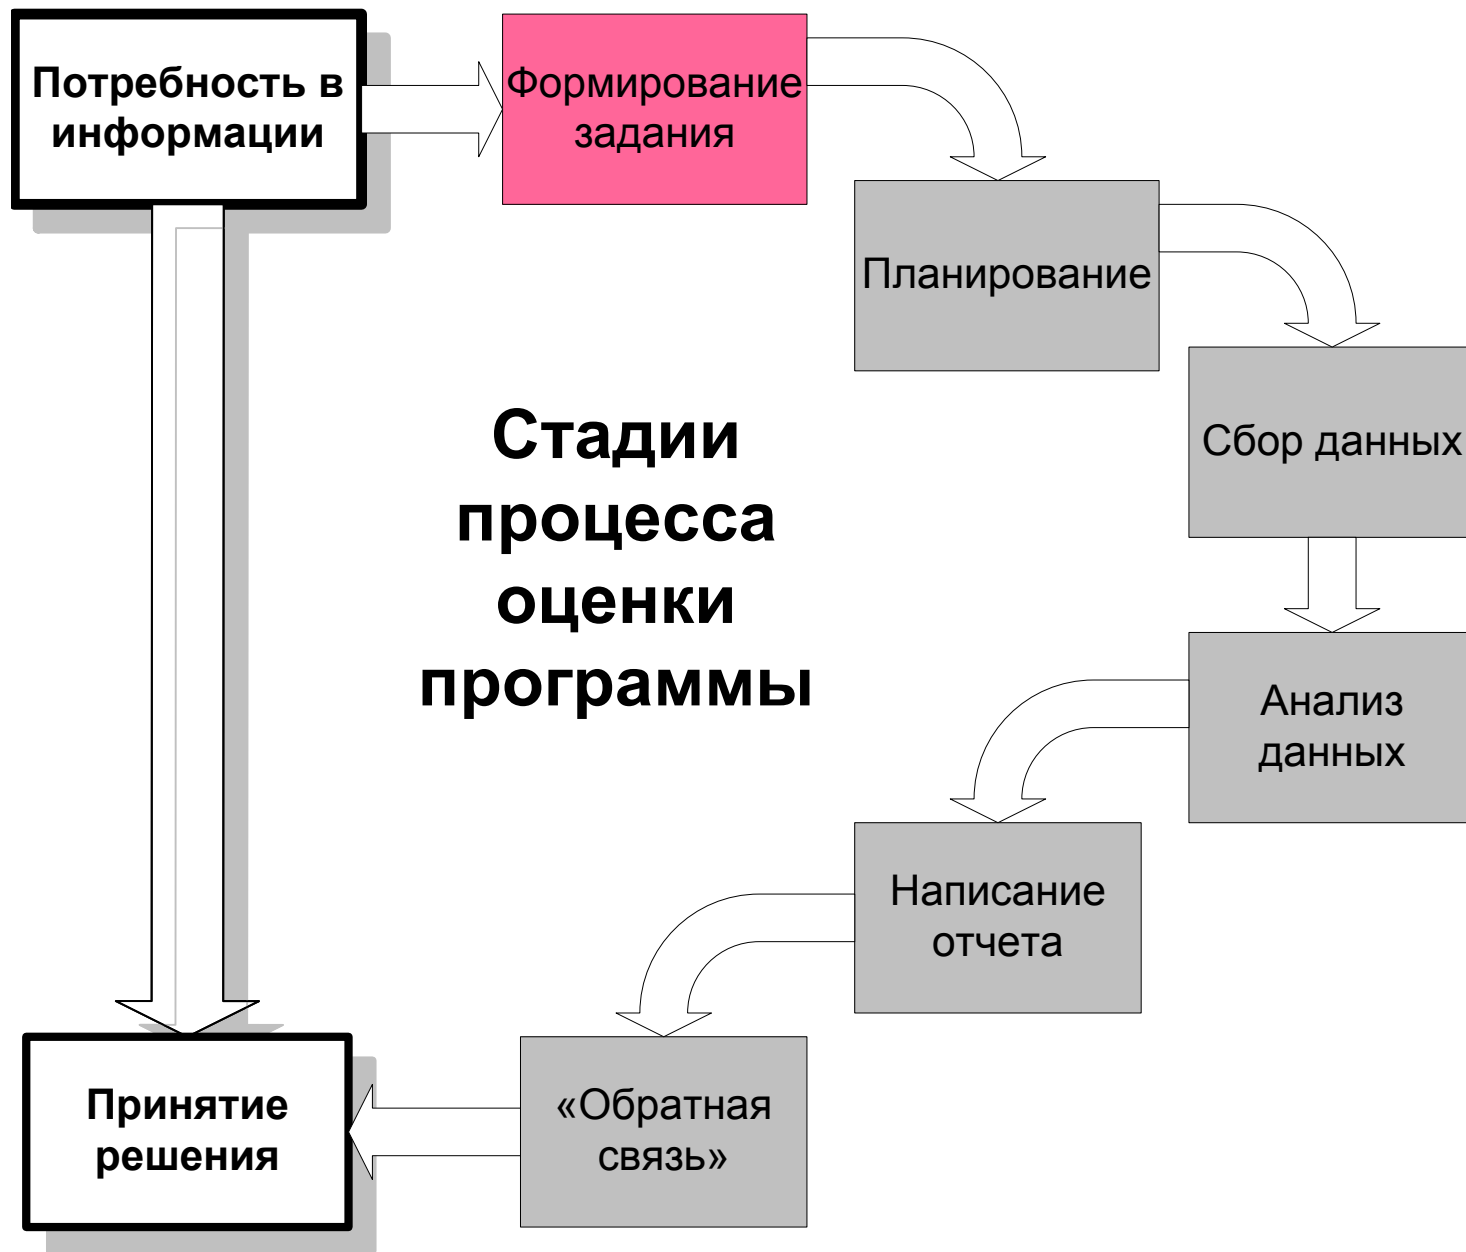 Потребность в
информации
Формирование
задания
Планирование
Сбор данных
Стадии
процесса
оценки
программы
Анализ
данных
Написание
отчета
«Обратная
связь»
Принятие
решения